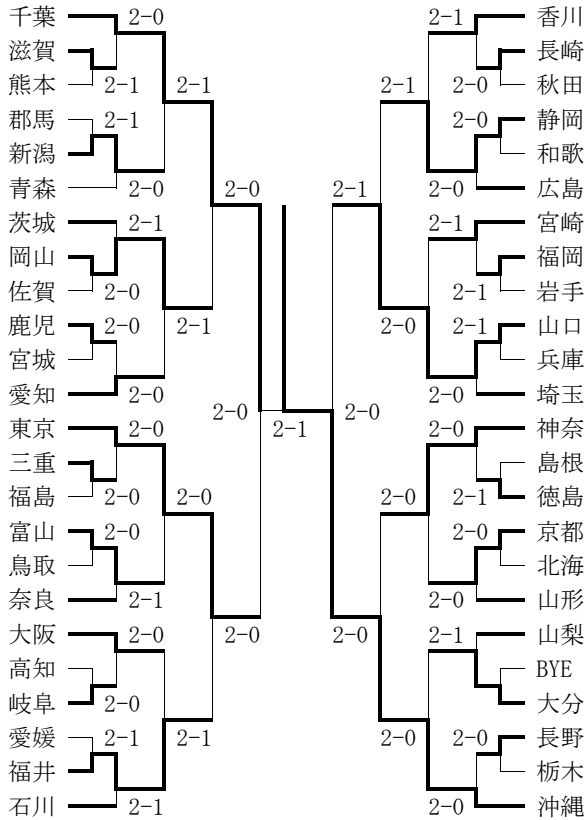 千葉 2-0 2-1 香川
滋賀 長崎
熊本 2-1 2-1 2-1 2-0 秋田
郡馬 2-1 2-0 静岡
新潟 和歌
青森 2-0 2-0 2-1 2-0 広島
茨城 2-1 2-1 宮崎
岡山 福岡
佐賀 2-0 2-1 岩手
鹿児 2-0 2-1 2-0 2-1 山口
宮城 兵庫
愛知 2-0 2-0 埼玉
東京 2-0 2-0 2-1 2-0 2-0 神奈
三重 島根
福島 2-0 2-0 2-0 2-1 徳島
富山 2-0 2-0 京都
鳥取 北海
奈良 2-1 2-0 山形
大阪 2-0 2-0 2-0 2-1 山梨
高知 BYE
岐阜 2-0 大分
愛媛 2-1 2-1 2-0 2-0 長野
福井 栃木
石川 2-1 2-0 沖縄